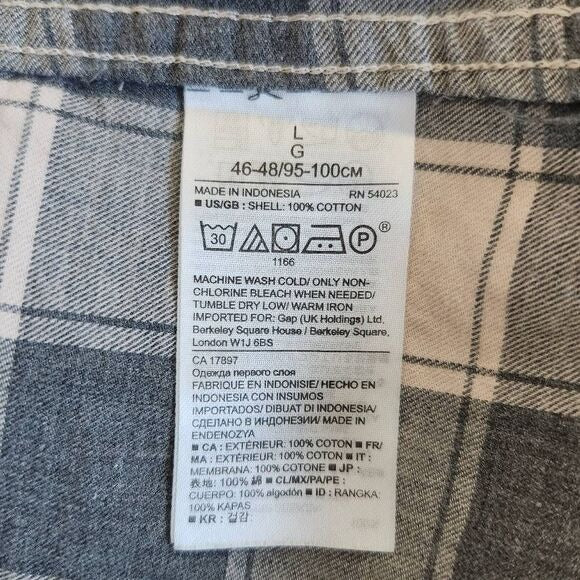 L
G
46-48/95-100CM
MADE IN INDONESIA RN 54023
■ US/GB : SHELL: 100% COTTON
30 P ®
1166
MACHINE WASH COLD/ ONLY NON-
CHLORINE BLEACH WHEN NEEDED/
TUMBLE DRY LOW/ WARM IRON
IMPORTED FOR: Gap (UK Holdings) Ltd,
Berkeley Square House / Berkeley Square,
London W1J 6BS
CA 17897
Одежда первого слоя
FABRIQUE EN INDONISIE/ HECHO EN
INDONESIA CON INSUMOS
IMPORTADOS/ DIBUAT DI INDONESIA/
СДЕЛАНО В ИНДОНЕЗИИ/ MADE IN
ENDENOZYA
■ CA : EXTÉRIEUR: 100% COTON ■ FR/
MA : EXTÉRIEUR: 100% COTON ■ IT :
MEMBRANA: 100% COTONE ■ JP :
表地: 100% 綿 ■ CL/MX/PA/PE :
CUERPO: 100% algodón ■ ID : RANGKA:
100% KAPAS
■ KR : 겉감